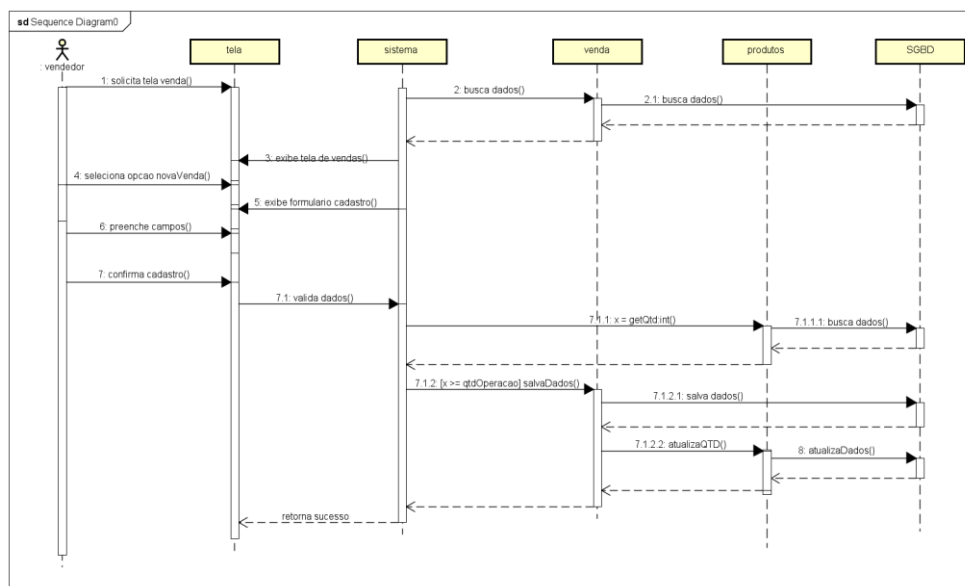 sd Sequence Diagram0
: vendedor
tela
sistema
venda
produtos
SGBD
1: solicita tela venda()
2: busca dados()
2.1: busca dados()
3: exibe tela de vendas()
4: seleciona opcao novaVenda()
5: exibe formulario cadastro()
6: preenche campos()
7: confirma cadastro()
7.1: valida dados()
7.1.1: x = getQtd:int()
7.1.1.1: busca dados()
7.1.2: [x >= qtdOperacao] salvaDados()
7.1.2.1: salva dados()
7.1.2.2: atualizaQTD()
8: atualizaDados()
retorna sucesso